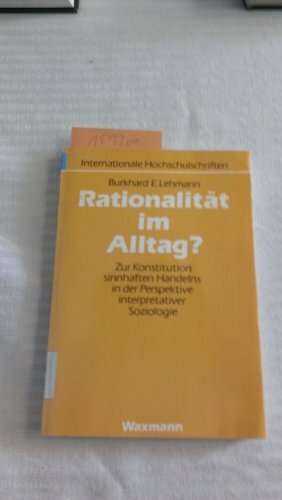 Internationale Hochschulschriften
Burkhard E. Lehmann
Rationalität
im
Alltag?
Zur Konstitution
sinnhaften Handelns
in der Perspektive
interpretativer
Soziologie
Waxmann